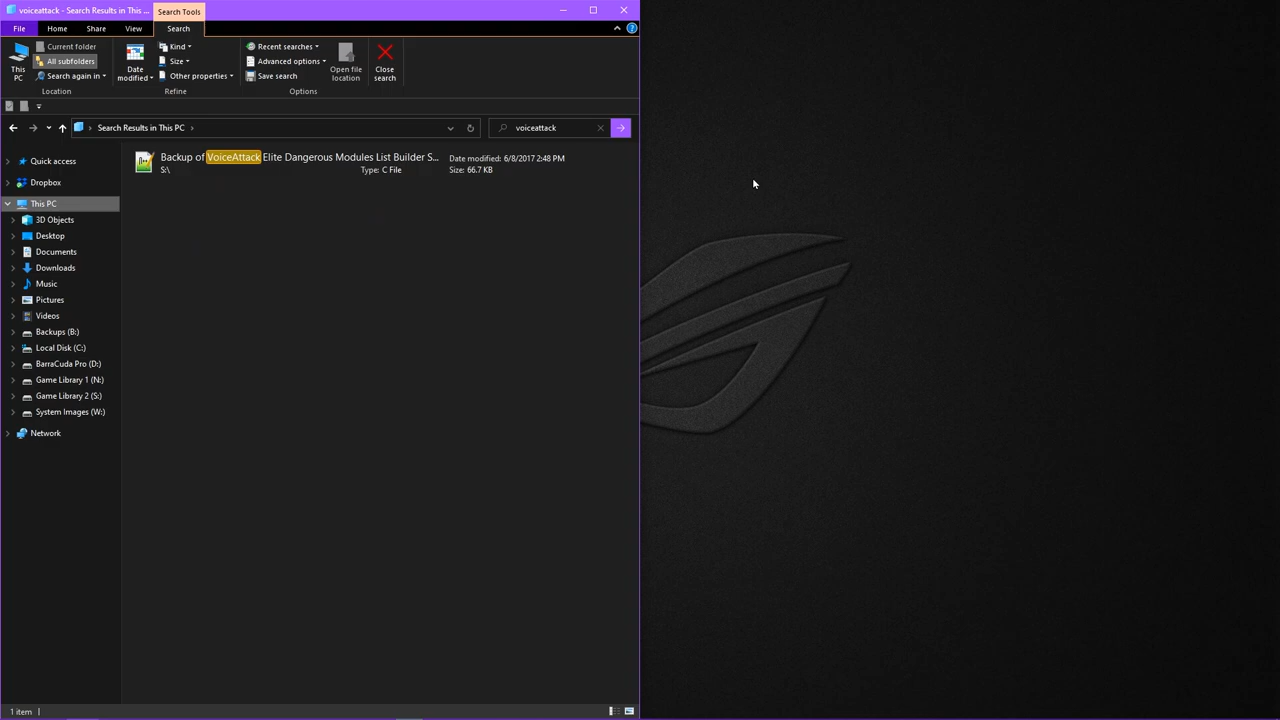 voiceattack - Search Results in This ...
Search Tools
File
Home
Share
View
Search
This PC
Current folder
All subfolders
Search again in
Location
Date modified
Kind
Size
Other properties
Refine
Recent searches
Advanced options
Save search
Open file location
Options
Close search
Search Results in This PC
voiceattack
Quick access
Dropbox
This PC
3D Objects
Desktop
Documents
Downloads
Music
Pictures
Videos
Backups (B:)
Local Disk (C:)
BarraCuda Pro (D:)
Game Library 1 (N:)
Game Library 2 (S:)
System Images (W:)
Network
Backup of VoiceAttack Elite Dangerous Modules List Builder S...
S:\
Type: C File
Date modified: 6/8/2017 2:48 PM
Size: 66.7 KB
1 item